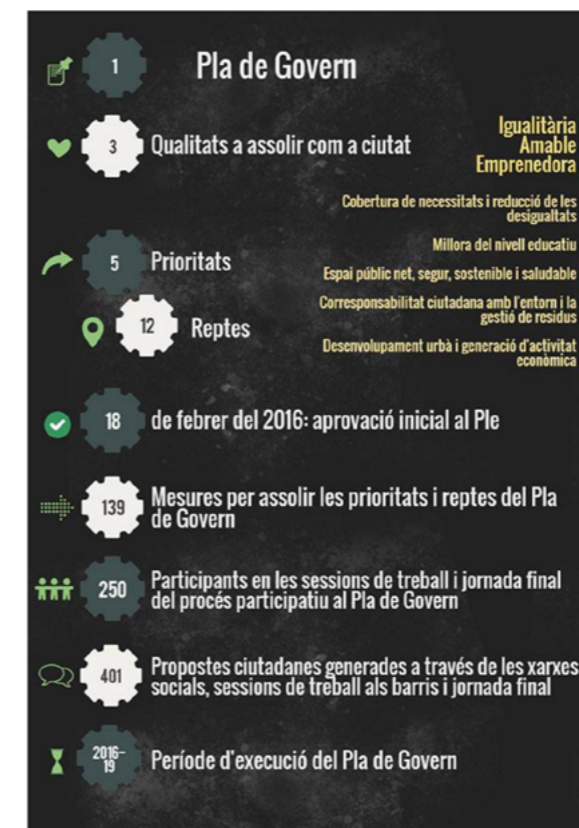 1 Pla de Govern
3 Qualitats a assolir com a ciutat
Igualitària
Amable
Emprenedora
Cobertura de necessitats i reducció de les
desigualtats
Millora del nivell educatiu
5 Prioritats
Espai públic net, segur, sostenible i saludable
Corresponsabilitat ciutadana amb l'entorn i la
gestió de residus
12 Reptes
Desenvolupament urbà i generació d'activitat
econòmica
18 de febrer del 2016: aprovació inicial al Ple
139 Mesures per assolir les prioritats i reptes del Pla
de Govern
250 Participants en les sessions de treball i jornada final
del procés participatiu al Pla de Govern
401 Propostes ciutadanes generades a través de les xarxes
socials, sessions de treball als barris i jornada final
2016-
19 Període d'execució del Pla de Govern